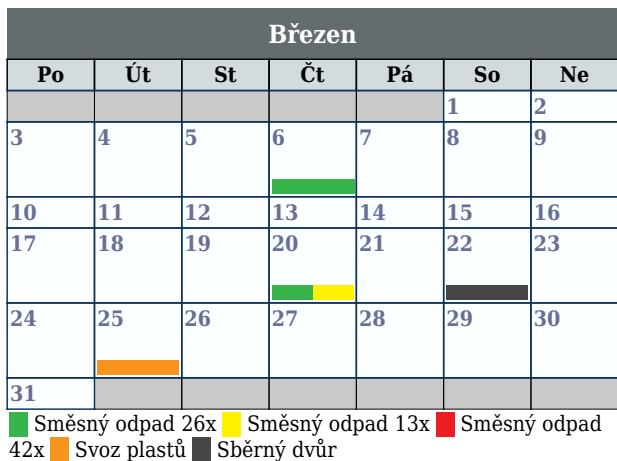 Březen
Po Út St Čt Pá So Ne
1 2
3 4 5 6 7 8 9
10 11 12 13 14 15 16
17 18 19 20 21 22 23
24 25 26 27 28 29 30
31
Směsný odpad 26x Směsný odpad 13x Směsný odpad
42x Svoz plastů Sběrný dvůr